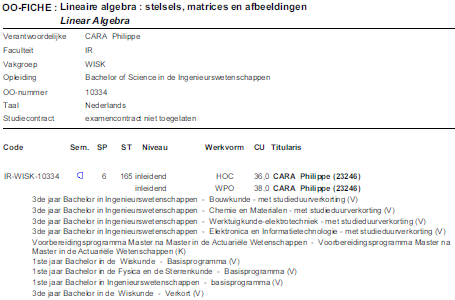 OO-FICHE : Lineaire algebra : stelsels, matrices en afbeeldingen
Linear Algebra
Verantwoordelijke CARA Philippe
Faculteit IR
Vakgroep WISK
Opleiding Bachelor of Science in de Ingenieurswetenschappen
OO-nummer 10334
Taal Nederlands
Studiecontract examencontract niet toegelaten
Code Sem. SP ST Niveau Werkvorm CU Titularis
IR-WISK-10334 6 165 inleidend HOC 36,0 CARA Philippe (23246)
inleidend WPO 38,0 CARA Philippe (23246)
3de jaar Bachelor in Ingenieurswetenschappen - Bouwkunde - met studieduurverkorting (V)
3de jaar Bachelor in Ingenieurswetenschappen - Chemie en Materialen - met studieduurverkorting (V)
3de jaar Bachelor in Ingenieurswetenschappen - Werktuigkunde-elektrotechniek - met studieduurverkorting (V)
3de jaar Bachelor in Ingenieurswetenschappen - Elektronica en Informatietechnologie - met studieduurverkorting (V)
Voorbereidingsprogramma Master na Master in de Actuariële Wetenschappen - Voorbereidingsprogramma Master na
Master in de Actuariële Wetenschappen (K)
1ste jaar Bachelor in de Wiskunde - Basisprogramma (V)
1ste jaar Bachelor in de Fysica en de Sterrenkunde - Basisprogramma (V)
1ste jaar Bachelor in Ingenieurswetenschappen - basisprogramma (V)
3de jaar Bachelor in de Wiskunde - Verkort (V)